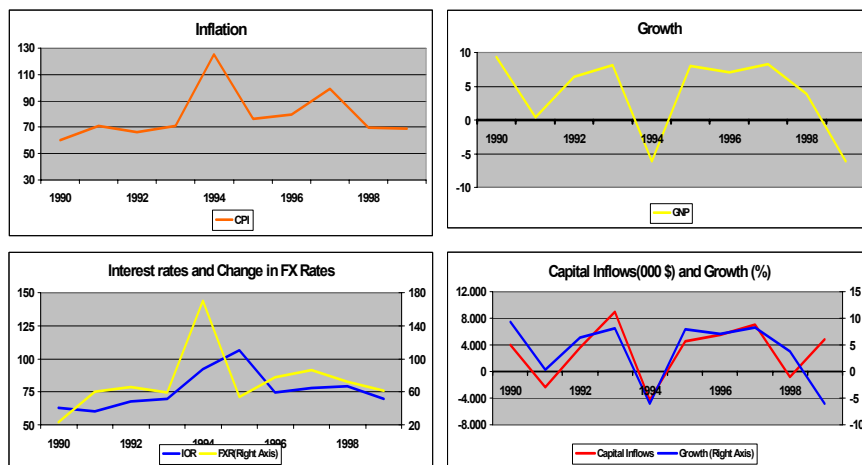 Inflation
130
110
90
70
50
30
1990 1992 1994 1996 1998
CPI
Growth
10
5
0
-5
-10
1990 1992 1994 1996 1998
GNP
Interest rates and Change in FX Rates
150
125
100
75
50
180
140
100
60
20
1990 1992 1994 1996 1998
IOR FXR(Right Axis)
Capital Inflows(000 $) and Growth (%)
12.000
8.000
4.000
0
-4.000
-8.000
15
10
5
0
-5
-10
1990 1992 1994 1996 1998
Capital Inflows Growth (Right Axis)